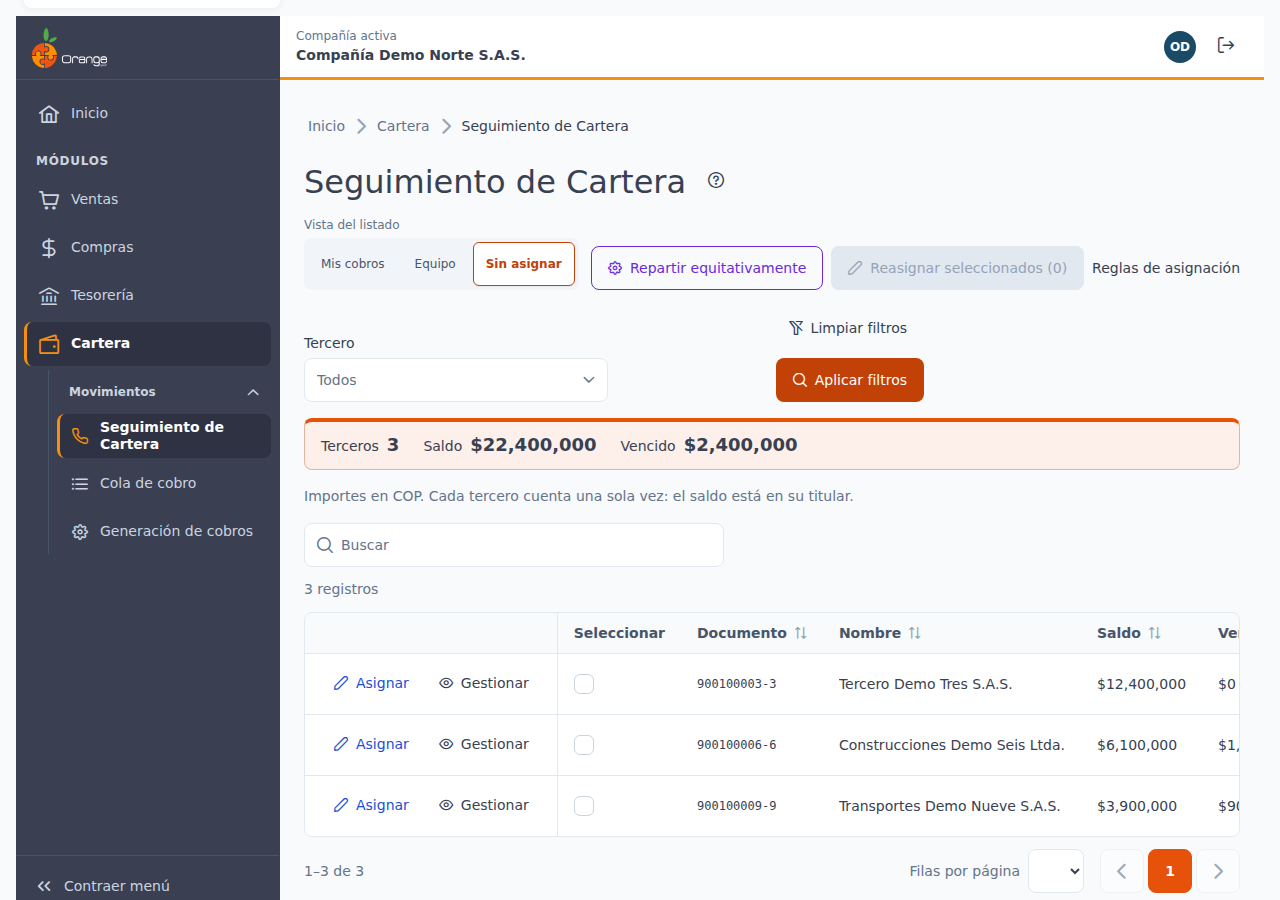 Orange
Compañía activa
Compañía Demo Norte S.A.S.
OD
Inicio
MÓDULOS
Ventas
Compras
Tesorería
Cartera
Movimientos
Seguimiento de
Cartera
Cola de cobro
Generación de cobros
Contraer menú
Inicio Cartera Seguimiento de Cartera
Seguimiento de Cartera
Vista del listado
Mis cobros Equipo Sin asignar Repartir equitativamente Reasignar seleccionados (0) Reglas de asignación
Limpiar filtros
Tercero
Todos Aplicar filtros
Terceros 3 Saldo $22,400,000 Vencido $2,400,000
Importes en COP. Cada tercero cuenta una sola vez: el saldo está en su titular.
Buscar
3 registros
Seleccionar Documento Nombre Saldo
Asignar Gestionar 900100003-3 Tercero Demo Tres S.A.S. $12,400,000 $0
Asignar Gestionar 900100006-6 Construcciones Demo Seis Ltda. $6,100,000 $1,
Asignar Gestionar 900100009-9 Transportes Demo Nueve S.A.S. $3,900,000 $90
1–3 de 3 Filas por página 1